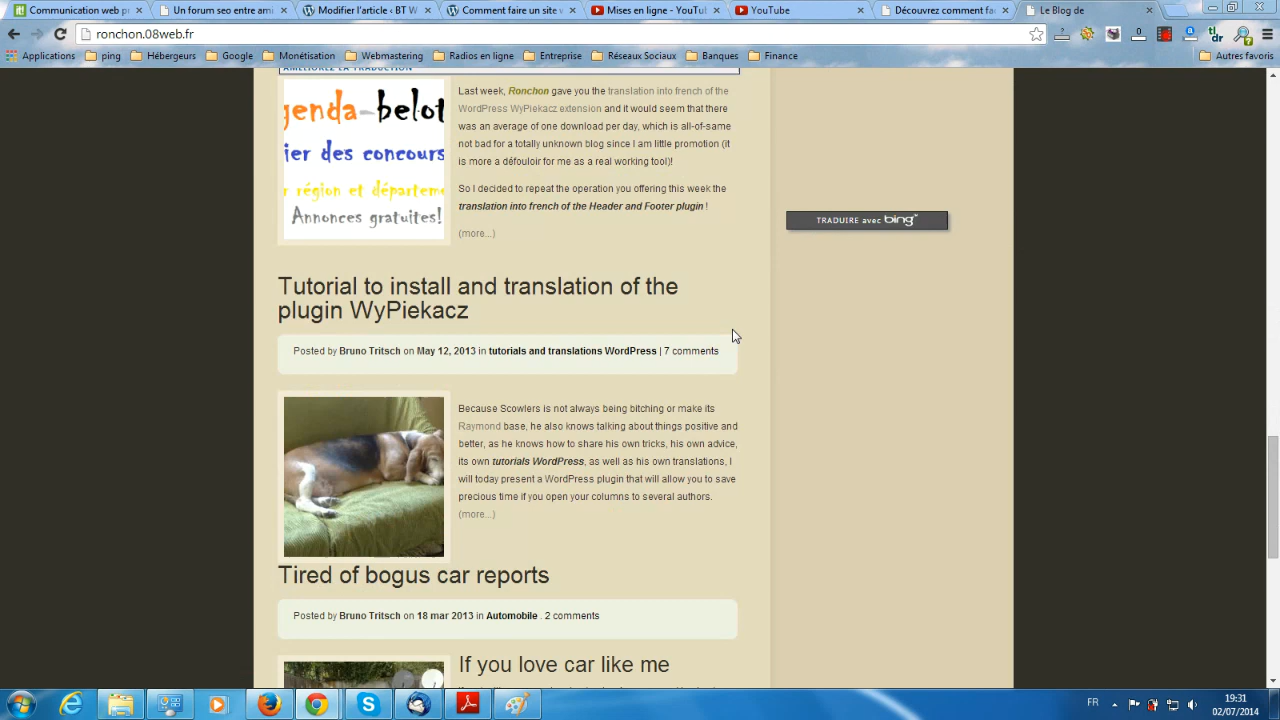 Communication web p
Un forum seo entre ami
Modifier l'article ‹ BT W
Comment faire un site v
Mises en ligne - YouTu
YouTube
Découvrez comment fa
Le Blog de
ronchon.08web.fr
Applications
ping
Hébergeurs
Google
Monétisation
Webmastering
Radios en ligne
Entreprise
Réseaux Sociaux
Banques
Finance
Autres favoris
AMÉLIOREZ LA TRADUCTION
genda-belot
ier des concours
r région et départeme
Annonces gratuites!
Last week, Ronchon gave you the translation into french of the
WordPress WyPiekacz extension and it would seem that there
was an average of one download per day, which is all-of-same
not bad for a totally unknown blog since I am little promotion (it
is more a défouloir for me as a real working tool)!
So I decided to repeat the operation you offering this week the
translation into french of the Header and Footer plugin !
(more...)
TRADUIRE avec bing™
Tutorial to install and translation of the
plugin WyPiekacz
Posted by Bruno Tritsch on May 12, 2013 in tutorials and translations WordPress | 7 comments
Because Scowlers is not always being bitching or make its
Raymond base, he also knows talking about things positive and
better, as he knows how to share his own tricks, his own advice,
its own tutorials WordPress, as well as his own translations, I
will today present a WordPress plugin that will allow you to save
precious time if you open your columns to several authors.
(more...)
Tired of bogus car reports
Posted by Bruno Tritsch on 18 mar 2013 in Automobile . 2 comments
If you love car like me
FR
19:31
02/07/2014